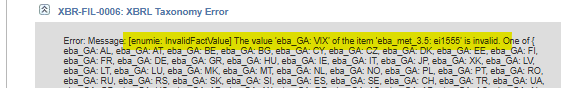 XBR-FIL-0006: XBRL Taxonomy Error
Error: Message: [enumie: InvalidFactValue] The value 'eba_GA: VIX' of the item 'eba_met_3.5: ei1555' is invalid. One of {
eba_GA: AL, eba_GA: AT, eba_GA: BE, eba_GA: BG, eba_GA: CY, eba_GA: CZ, eba_GA: DK, eba_GA: EE, eba_GA: FI,
eba_GA: FR, eba_GA: DE, eba_GA: GR, eba_GA: HU, eba_GA: IE, eba_GA: IT, eba_GA: JP, eba_GA: XK, eba_GA: LV,
eba_GA: LT, eba_GA: LU, eba_GA: MK, eba_GA: MT, eba_GA: NL, eba_GA: NO, eba_GA: PL, eba_GA: PT, eba_GA: RO,
eba_GA: RU, eba_GA: RS, eba_GA: SK, eba_GA: SI, eba_GA: ES, eba_GA: SE, eba_GA: CH, eba_GA: TR, eba_GA: UA,